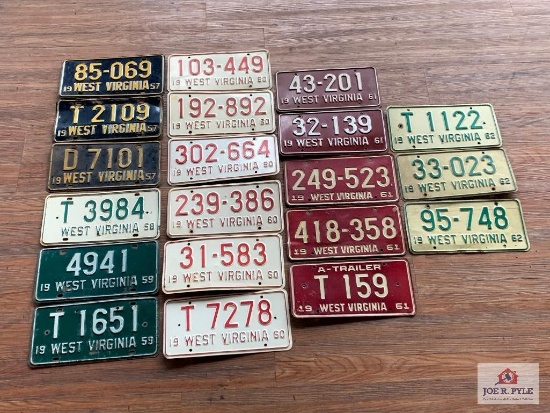 85-069
19 WEST VIRGINIA 57
T 2109
19 WEST VIRGINIA 57
D 7101
19 WEST VIRGINIA 57
T 3984
WEST VIRGINIA 58
4941
19 WEST VIRGINIA 59
T 1651
19 WEST VIRGINIA 59
103-449
19 WEST VIRGINIA 60
192-892
19 WEST VIRGINIA
302-664
19 WEST VIRGINIA 60
239-386
19 WEST VIRGINIA 60
31-583
19 WEST VIRGINIA 60
T 7278
19 WEST VIRGINIA 60
43-201
19 WEST VIRGINIA 61
32-139
19 WEST VIRGINIA 61
249-523
19 WEST VIRGINIA 61
418-358
19 WEST VIRGINIA 61
A-TRAILER
T 159
19 WEST VIRGINIA 61
T 1122
19 WEST VIRGINIA 62
33-023
19 WEST VIRGINIA 62
95-748
19 WEST VIRGINIA 62
JOE R. PYLE